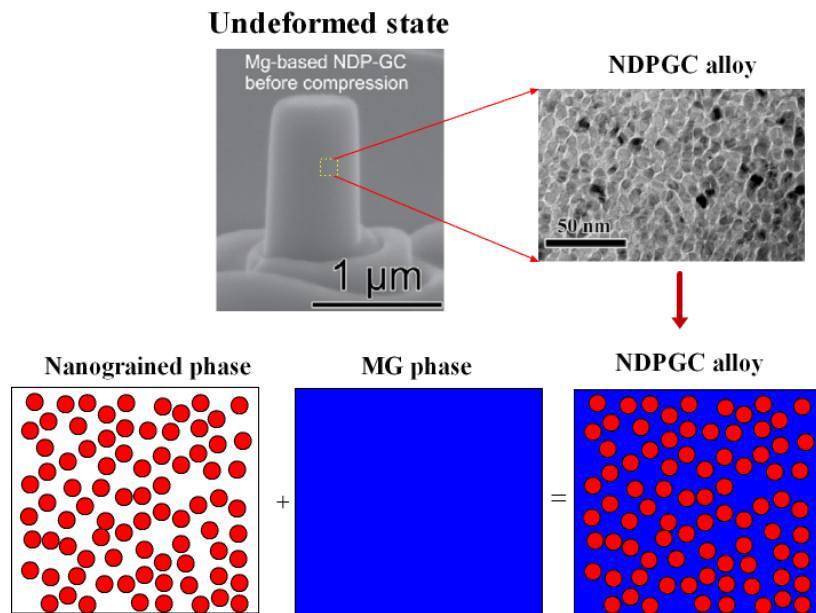 Undeformed state
Mg-based NDP-GC
before compression
1 μm
NDPGC alloy
50 nm
Nanograined phase
MG phase
NDPGC alloy
+
=